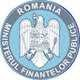 ROMANIA
MINISTERUL FINANTELOR PUBLICE